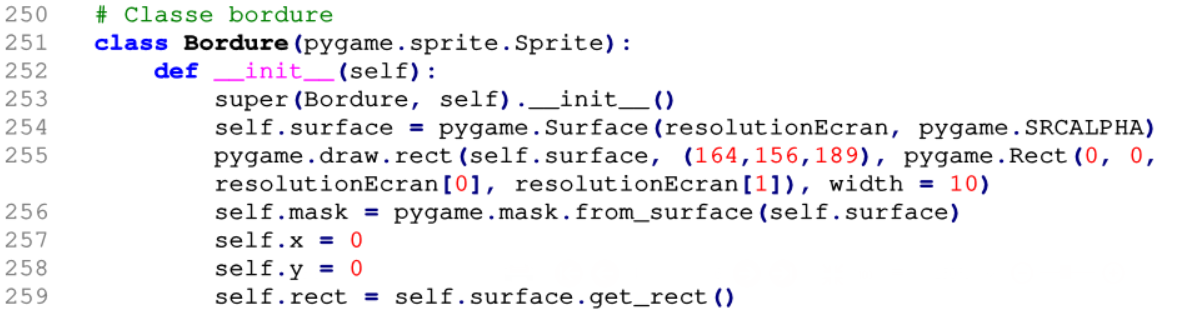 250 # Classe bordure
251 class Bordure(pygame.sprite.Sprite):
252     def __init__(self):
253         super(Bordure, self).__init__()
254         self.surface = pygame.Surface(resolutionEcran, pygame.SRCALPHA)
255         pygame.draw.rect(self.surface, (164,156,189), pygame.Rect(0, 0,
            resolutionEcran[0], resolutionEcran[1]), width = 10)
256         self.mask = pygame.mask.from_surface(self.surface)
257         self.x = 0
258         self.y = 0
259         self.rect = self.surface.get_rect()